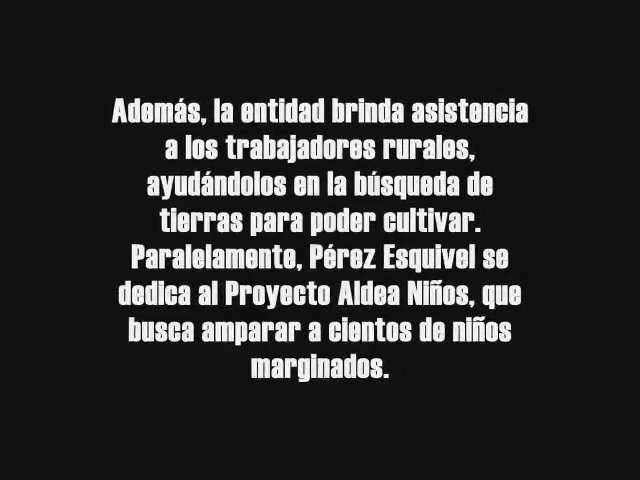 Además, la entidad brinda asistencia
a los trabajadores rurales,
ayudándolos en la búsqueda de
tierras para poder cultivar.
Paralelamente, Pérez Esquivel se
dedica al Proyecto Aldea Niños, que
busca amparar a cientos de niños
marginados.